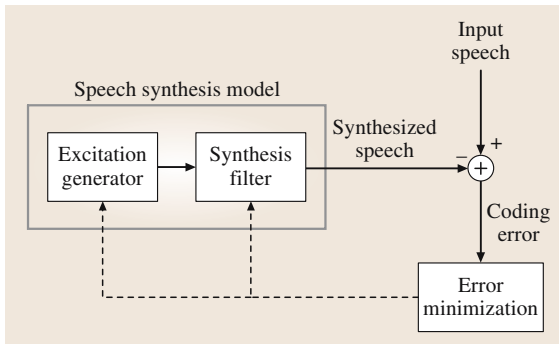 Input
speech
Speech synthesis model
Excitation
generator
Synthesis
filter
Synthesized
speech
−
+
+
Coding
error
Error
minimization